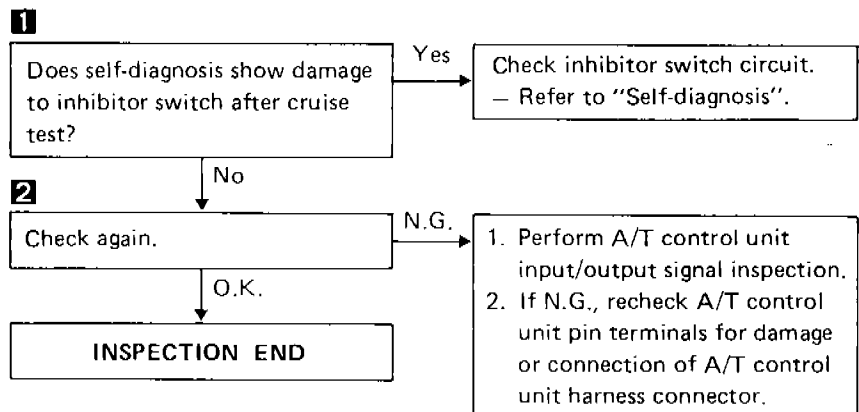 1
Does self-diagnosis show damage
to inhibitor switch after cruise
test?
Yes
Check inhibitor switch circuit.
— Refer to "Self-diagnosis".
No
2
Check again.
N.G.
1. Perform A/T control unit
input/output signal inspection.
2. If N.G., recheck A/T control
unit pin terminals for damage
or connection of A/T control
unit harness connector.
O.K.
INSPECTION END